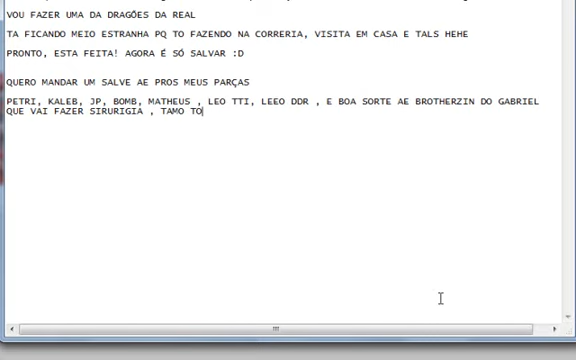 VOU FAZER UMA DA DRAGÕES DA REAL
TA FICANDO MEIO ESTRANHA PQ TO FAZENDO NA CORRERIA, VISITA EM CASA E TALS HEHE
PRONTO, ESTA FEITA! AGORA É SÓ SALVAR :D
QUERO MANDAR UM SALVE AE PROS MEUS PARÇAS
PETRI, KALEB, JP, BOMB, MATHEUS , LEO TTI, LEEO DDR , E BOA SORTE AE BROTHERZIN DO GABRIEL
QUE VAI FAZER SIRURIGIA , TAMO TO